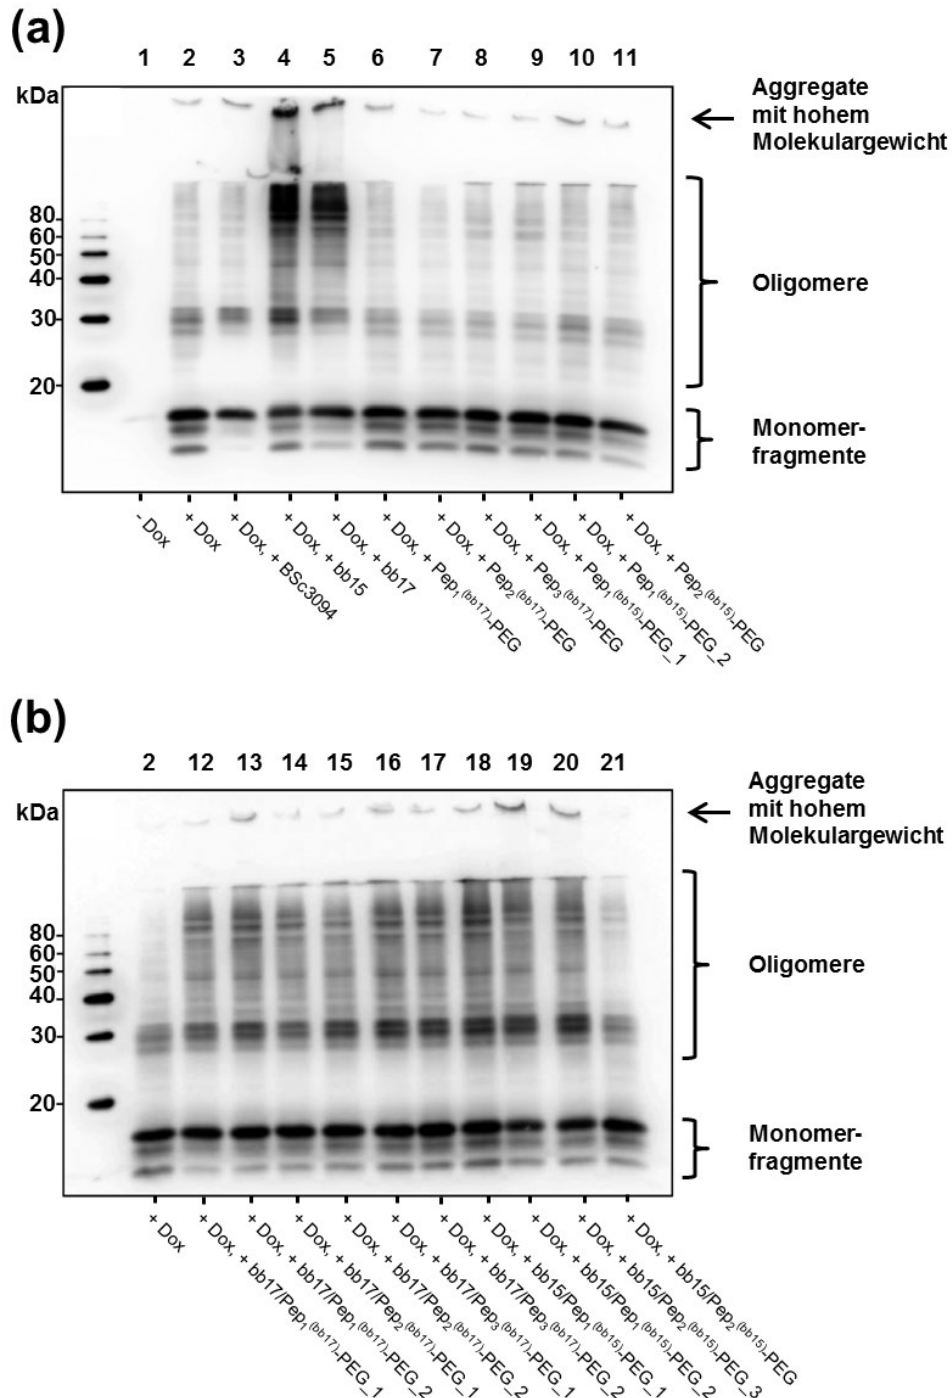 (a)
1 2 3 4 5 6 7 8 9 10 11
kDa
Aggregate
mit hohem
Molekulargewicht
80
60
50
40
30
20
Oligomere
Monomer-
fragmente
- Dox
+ Dox
+ Dox, + BSc3094
+ Dox, + bb15
+ Dox, + bb17
+ Dox, + Pep₁⁽ᵇᵇ¹⁷⁾-PEG
+ Dox, + Pep₂⁽ᵇᵇ¹⁷⁾-PEG
+ Dox, + Pep₃⁽ᵇᵇ¹⁷⁾-PEG
+ Dox, + Pep₁⁽ᵇᵇ¹⁵⁾-PEG_1
+ Dox, + Pep₁⁽ᵇᵇ¹⁵⁾-PEG_2
+ Dox, + Pep₂⁽ᵇᵇ¹⁵⁾-PEG
(b)
2 12 13 14 15 16 17 18 19 20 21
kDa
Aggregate
mit hohem
Molekulargewicht
80
60
50
40
30
20
Oligomere
Monomer-
fragmente
+ Dox
+ Dox, + bb17/Pep₁⁽ᵇᵇ¹⁷⁾-PEG_1
+ Dox, + bb17/Pep₁⁽ᵇᵇ¹⁷⁾-PEG_2
+ Dox, + bb17/Pep₂⁽ᵇᵇ¹⁷⁾-PEG_1
+ Dox, + bb17/Pep₂⁽ᵇᵇ¹⁷⁾-PEG_2
+ Dox, + bb17/Pep₃⁽ᵇᵇ¹⁷⁾-PEG_1
+ Dox, + bb17/Pep₃⁽ᵇᵇ¹⁷⁾-PEG_2
+ Dox, + bb15/Pep₁⁽ᵇᵇ¹⁵⁾-PEG_1
+ Dox, + bb15/Pep₁⁽ᵇᵇ¹⁵⁾-PEG_2
+ Dox, + bb15/Pep₂⁽ᵇᵇ¹⁵⁾-PEG_3
+ Dox, + bb15/Pep₂⁽ᵇᵇ¹⁵⁾-PEG